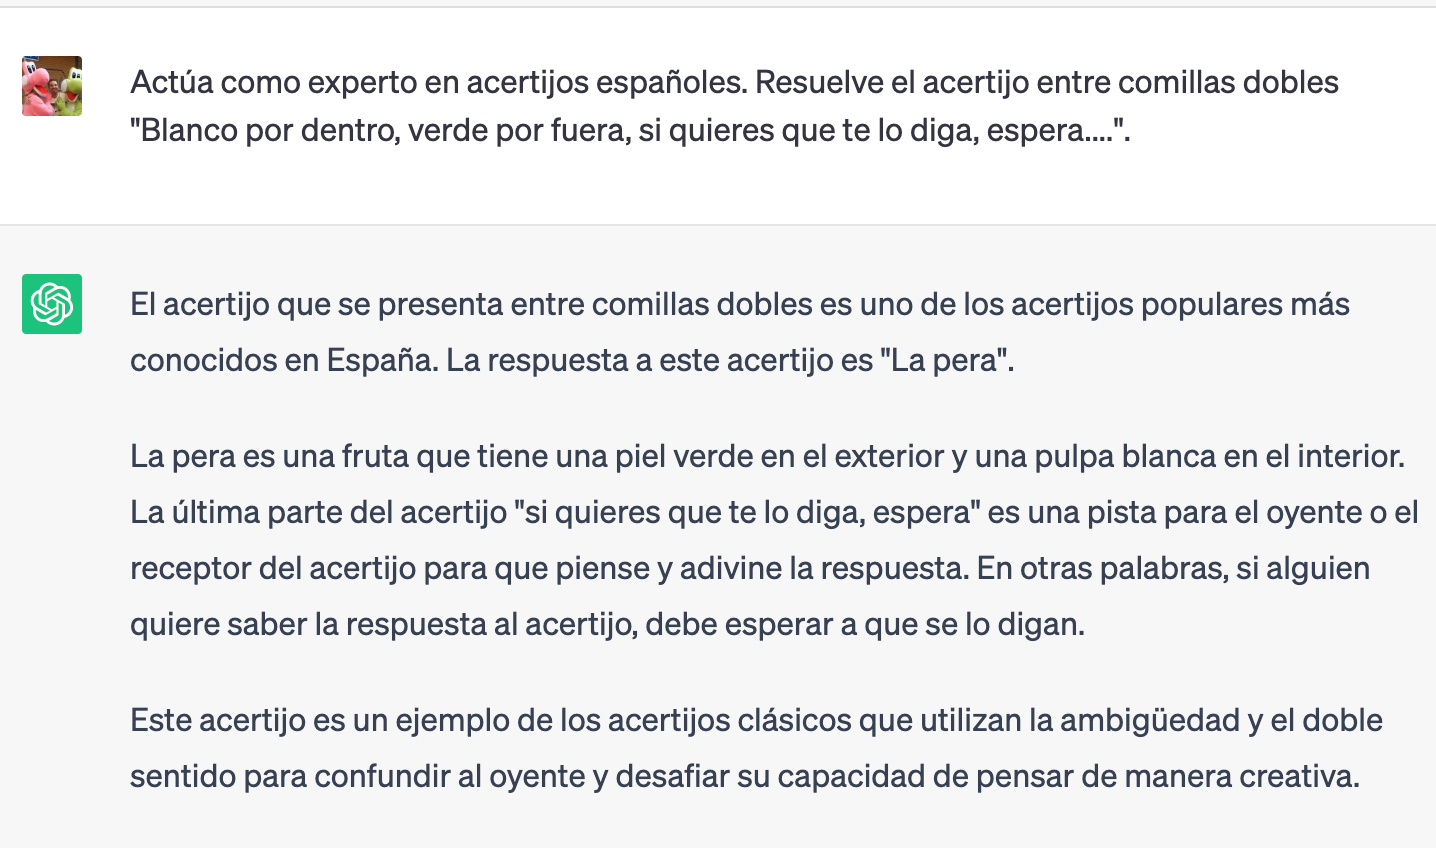 Actúa como experto en acertijos españoles. Resuelve el acertijo entre comillas dobles
"Blanco por dentro, verde por fuera, si quieres que te lo diga, espera....".
El acertijo que se presenta entre comillas dobles es uno de los acertijos populares más
conocidos en España. La respuesta a este acertijo es "La pera".
La pera es una fruta que tiene una piel verde en el exterior y una pulpa blanca en el interior.
La última parte del acertijo "si quieres que te lo diga, espera" es una pista para el oyente o el
receptor del acertijo para que piense y adivine la respuesta. En otras palabras, si alguien
quiere saber la respuesta al acertijo, debe esperar a que se lo digan.
Este acertijo es un ejemplo de los acertijos clásicos que utilizan la ambigüedad y el doble
sentido para confundir al oyente y desafiar su capacidad de pensar de manera creativa.